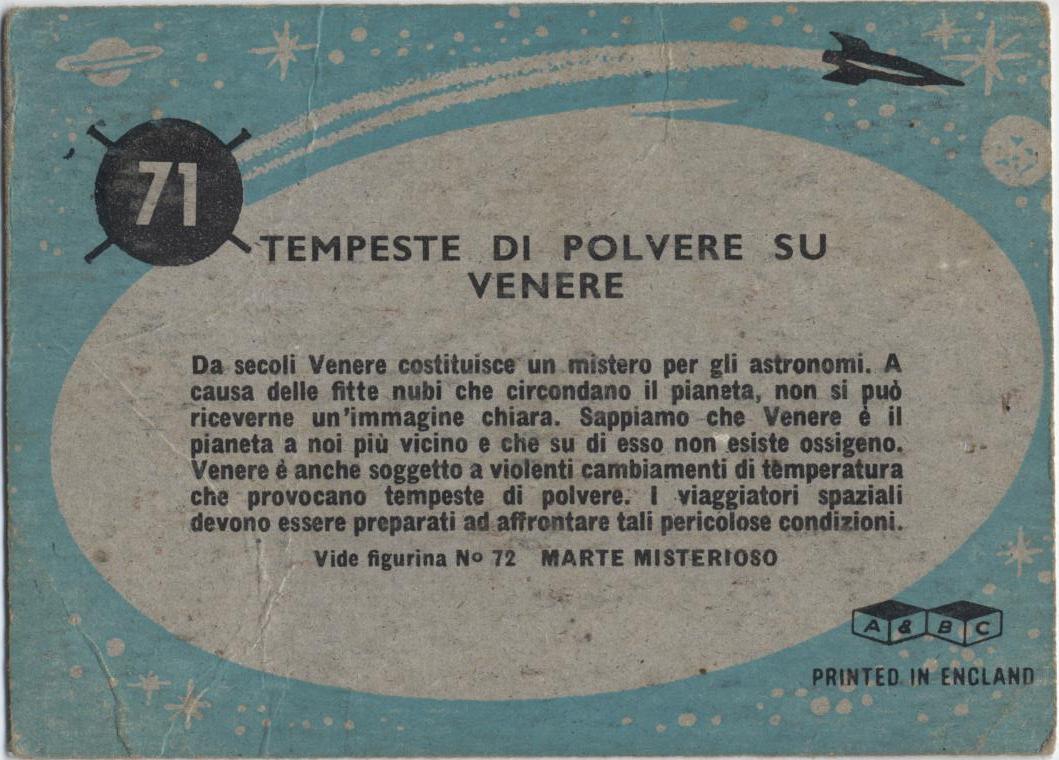 71
TEMPESTE DI POLVERE SU
VENERE
Da secoli Venere costituisce un mistero per gli astronomi. A
causa delle fitte nubi che circondano il pianeta, non si può
riceverne un'immagine chiara. Sappiamo che Venere è il
pianeta a noi più vicino e che su di esso non esiste ossigeno.
Venere è anche soggetto a violenti cambiamenti di temperatura
che provocano tempeste di polvere. I viaggiatori spaziali
devono essere preparati ad affrontare tali pericolose condizioni.
Vide figurina No 72 MARTE MISTERIOSO
A & B C
PRINTED IN ENGLAND